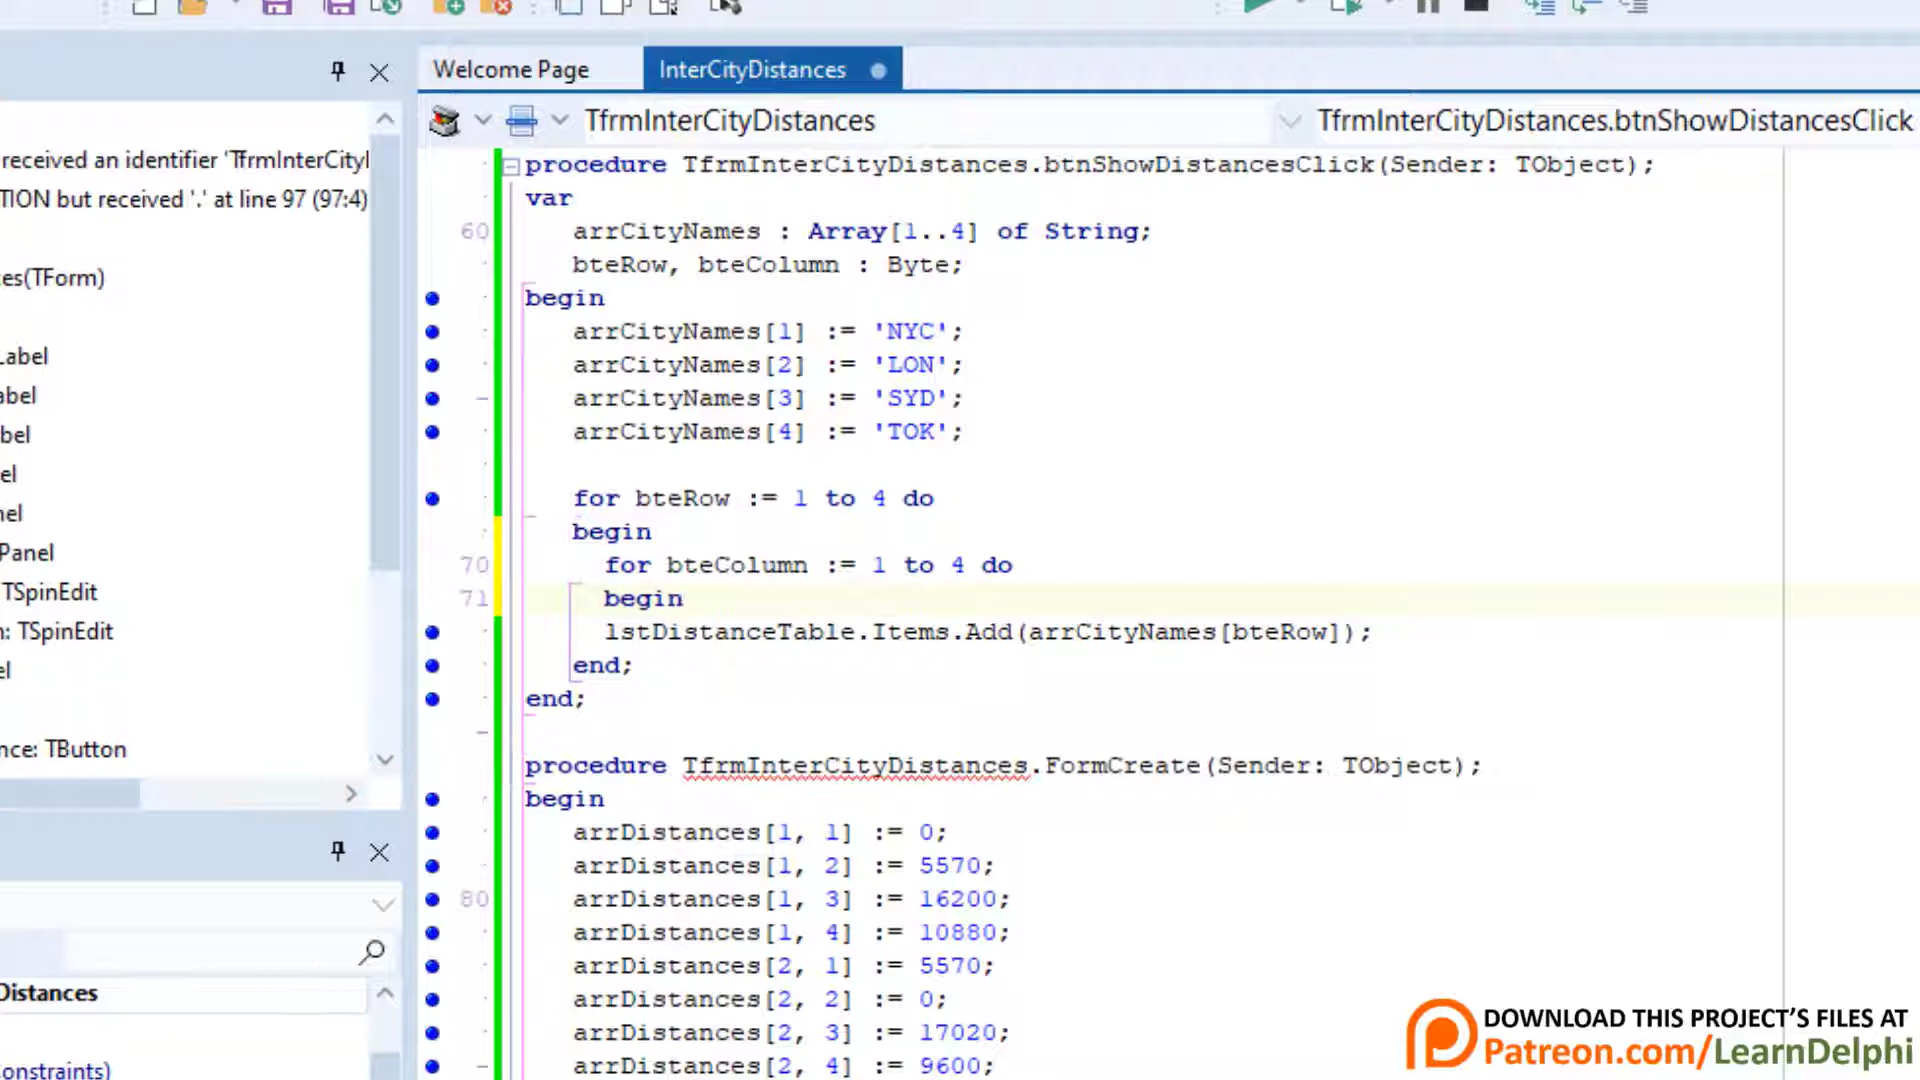 Welcome Page
InterCityDistances
TfrmInterCityDistances
TfrmInterCityDistances.btnShowDistancesClick
received an identifier 'TfrmInterCityl
TION but received '.' at line 97 (97:4)
es(TForm)
Label
abel
bel
el
nel
Panel
TSpinEdit
n: TSpinEdit
el
nce: TButton
Distances
onstraints)
procedure TfrmInterCityDistances.btnShowDistancesClick(Sender: TObject);
var
60 arrCityNames : Array[1..4] of String;
bteRow, bteColumn : Byte;
begin
arrCityNames[1] := 'NYC';
arrCityNames[2] := 'LON';
arrCityNames[3] := 'SYD';
arrCityNames[4] := 'TOK';
for bteRow := 1 to 4 do
begin
70 for bteColumn := 1 to 4 do
71 begin
lstDistanceTable.Items.Add(arrCityNames[bteRow]);
end;
end;
procedure TfrmInterCityDistances.FormCreate(Sender: TObject);
begin
arrDistances[1, 1] := 0;
arrDistances[1, 2] := 5570;
80 arrDistances[1, 3] := 16200;
arrDistances[1, 4] := 10880;
arrDistances[2, 1] := 5570;
arrDistances[2, 2] := 0;
arrDistances[2, 3] := 17020;
arrDistances[2, 4] := 9600;
DOWNLOAD THIS PROJECT'S FILES AT
Patreon.com/LearnDelphi